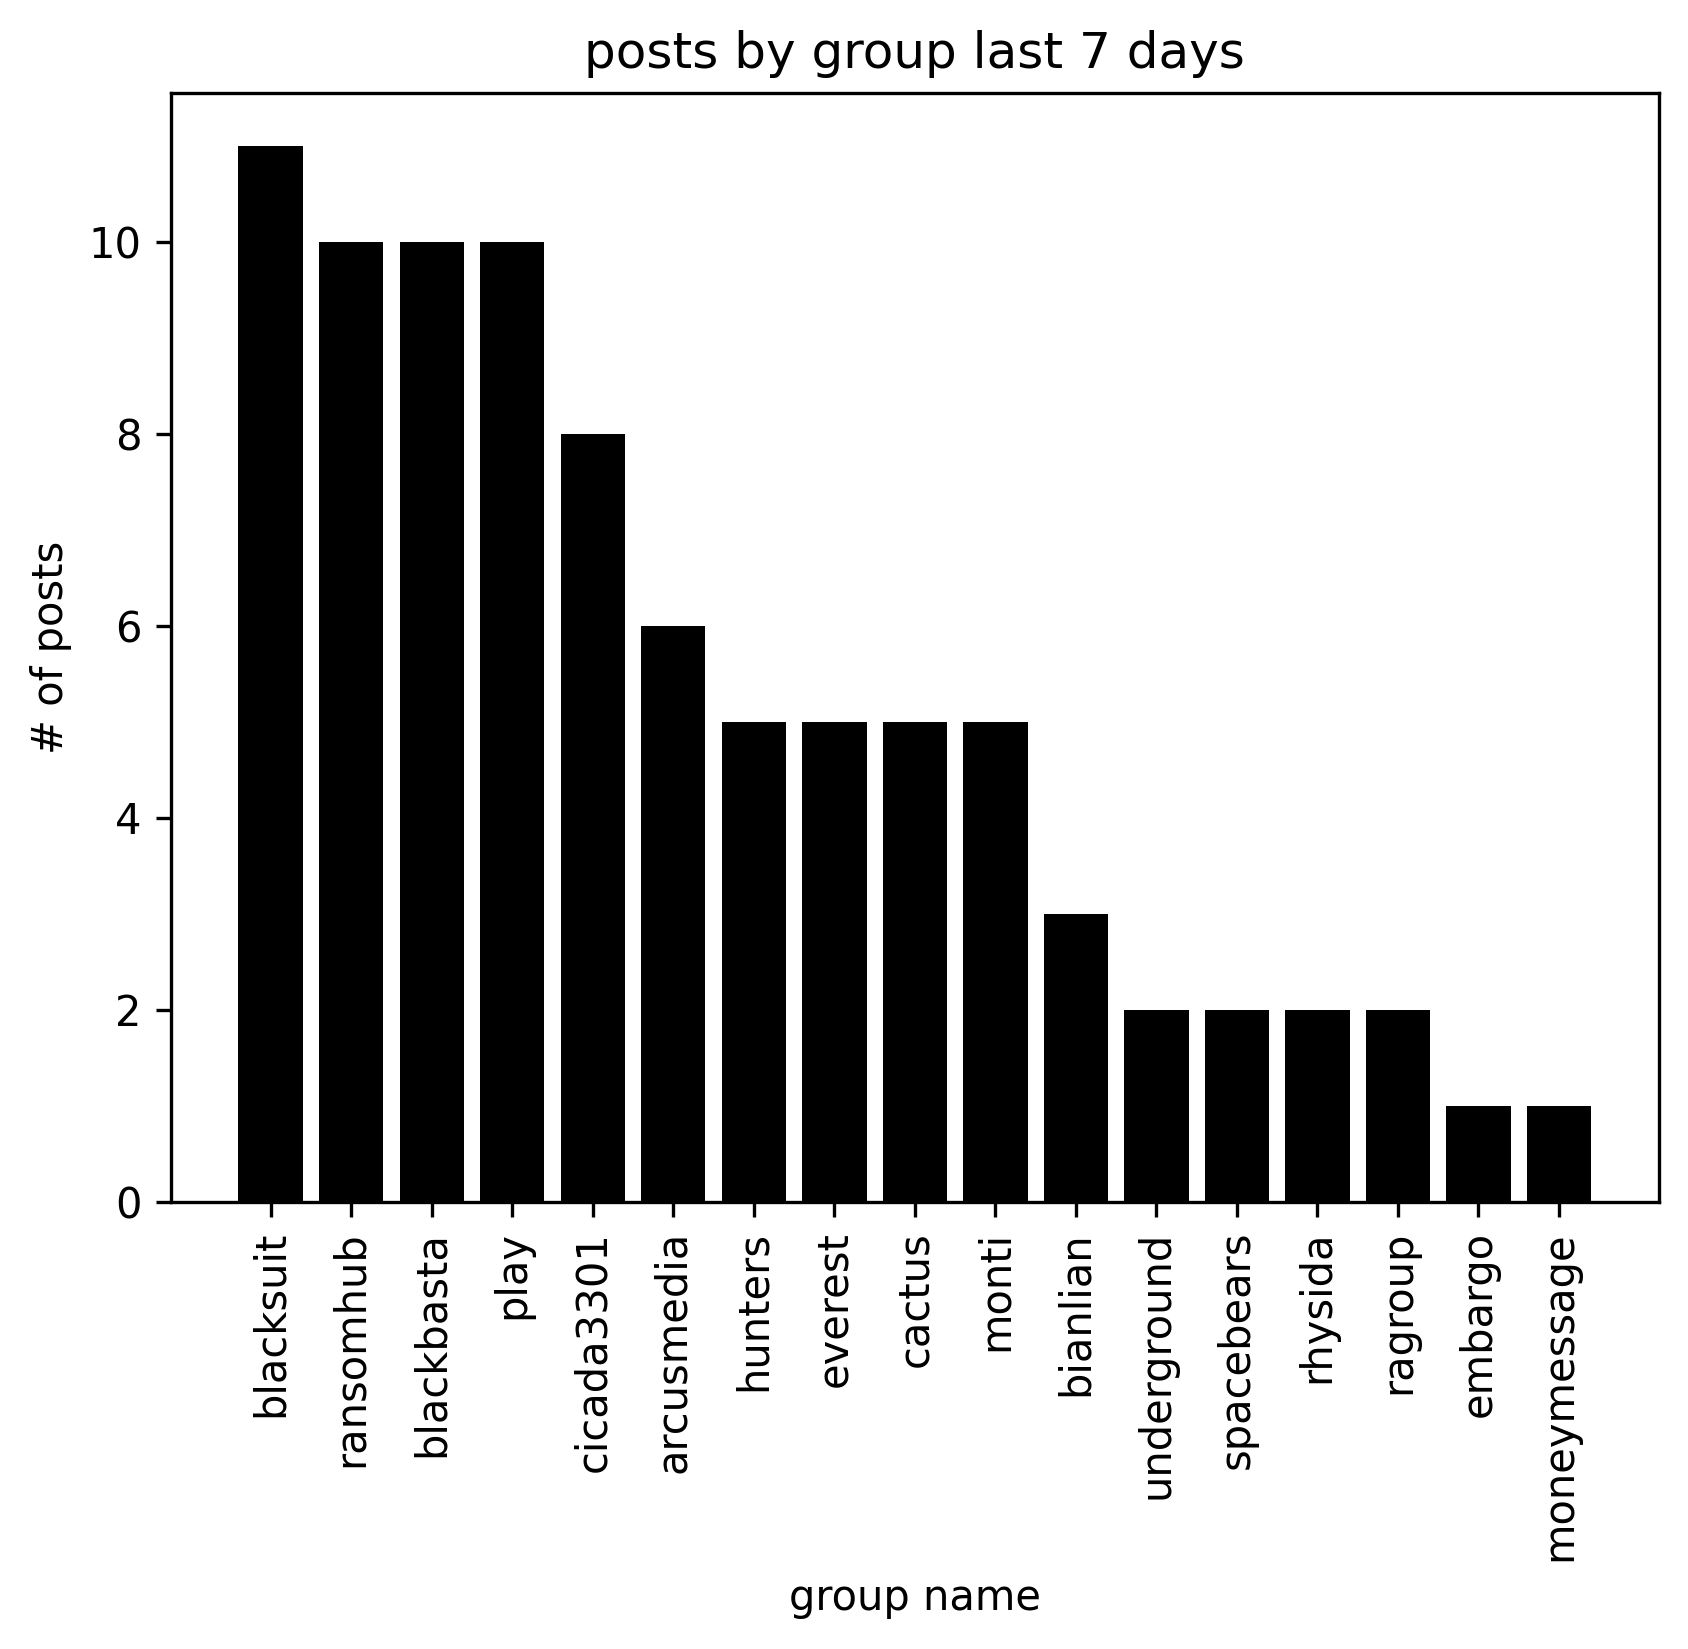 posts by group last 7 days
# of posts
10
8
6
4
2
0
blacksuit
ransomhub
blackbasta
play
cicada3301
arcusmedia
hunters
everest
cactus
monti
bianlian
underground
spacebears
rhysida
ragroup
embargo
moneymessage
group name